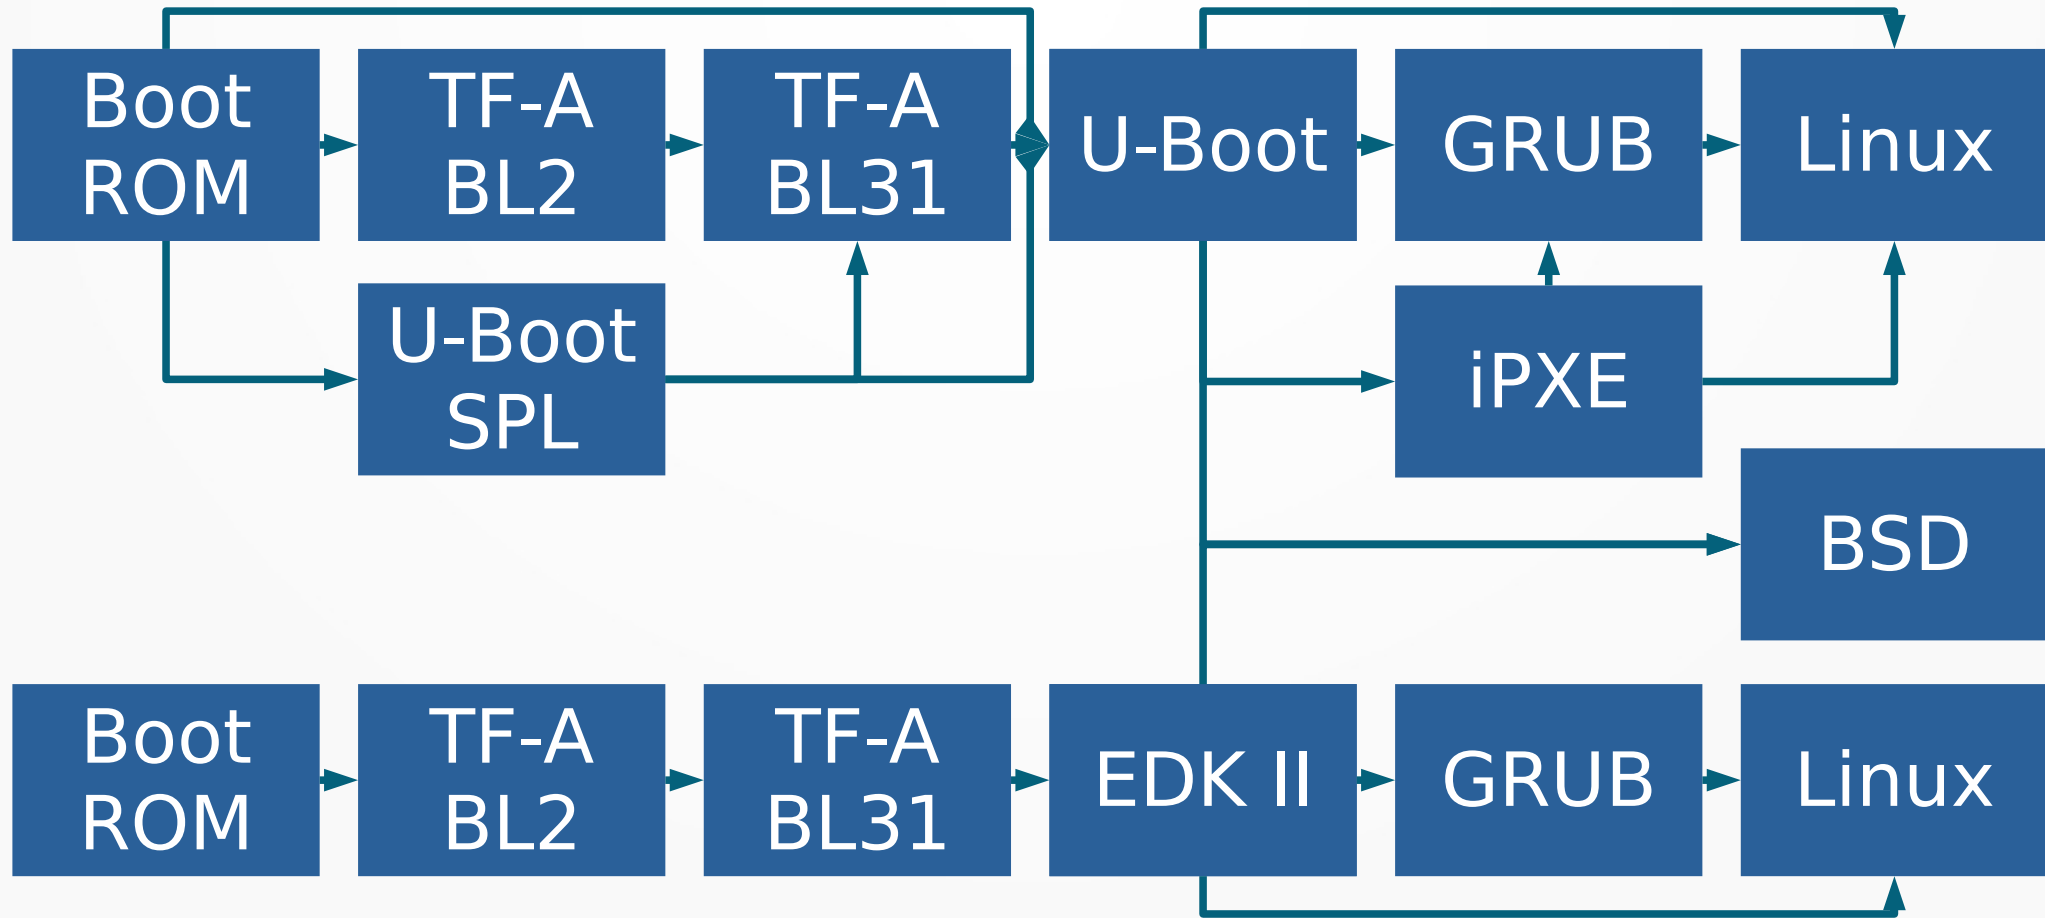 Boot
ROM
TF-A
BL2
TF-A
BL31
U-Boot
GRUB
Linux
U-Boot
SPL
iPXE
BSD
Boot
ROM
TF-A
BL2
TF-A
BL31
EDK II
GRUB
Linux